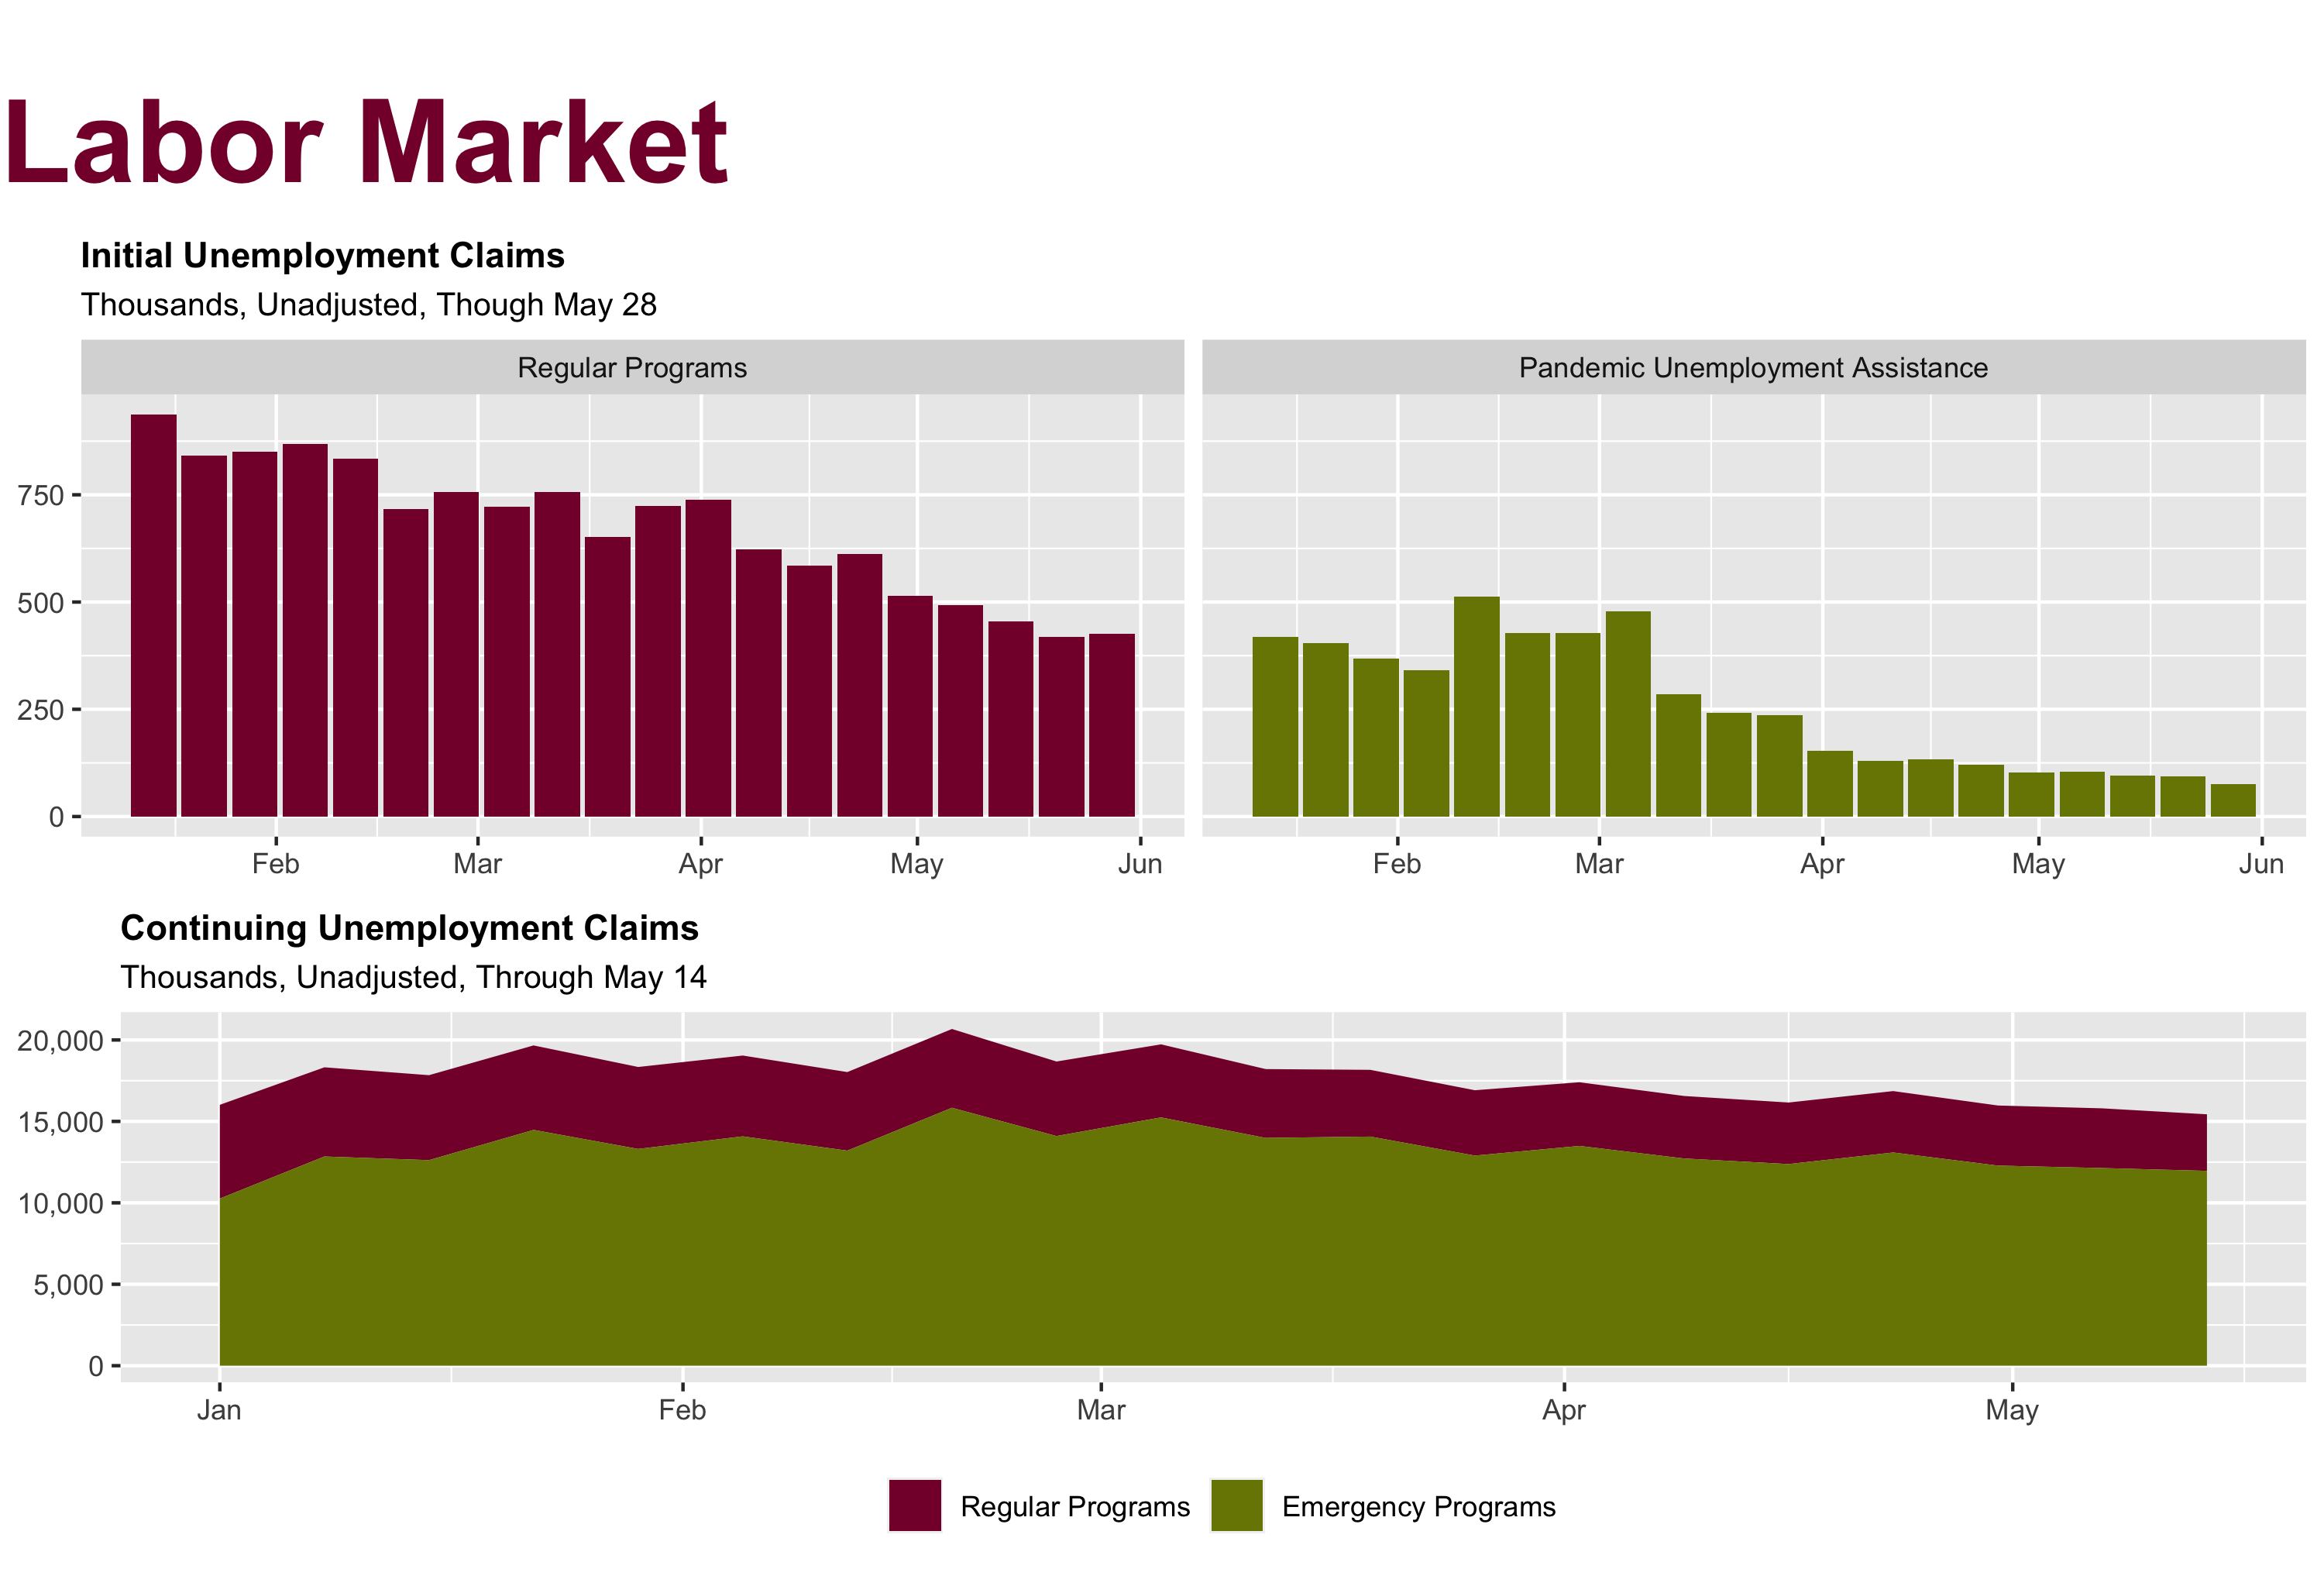 Labor Market
Initial Unemployment Claims
Thousands, Unadjusted, Though May 28
Regular Programs
Pandemic Unemployment Assistance
750
500
250
0
Feb Mar Apr May Jun
Feb Mar Apr May Jun
Continuing Unemployment Claims
Thousands, Unadjusted, Through May 14
20,000
15,000
10,000
5,000
0
Jan Feb Mar Apr May
Regular Programs Emergency Programs